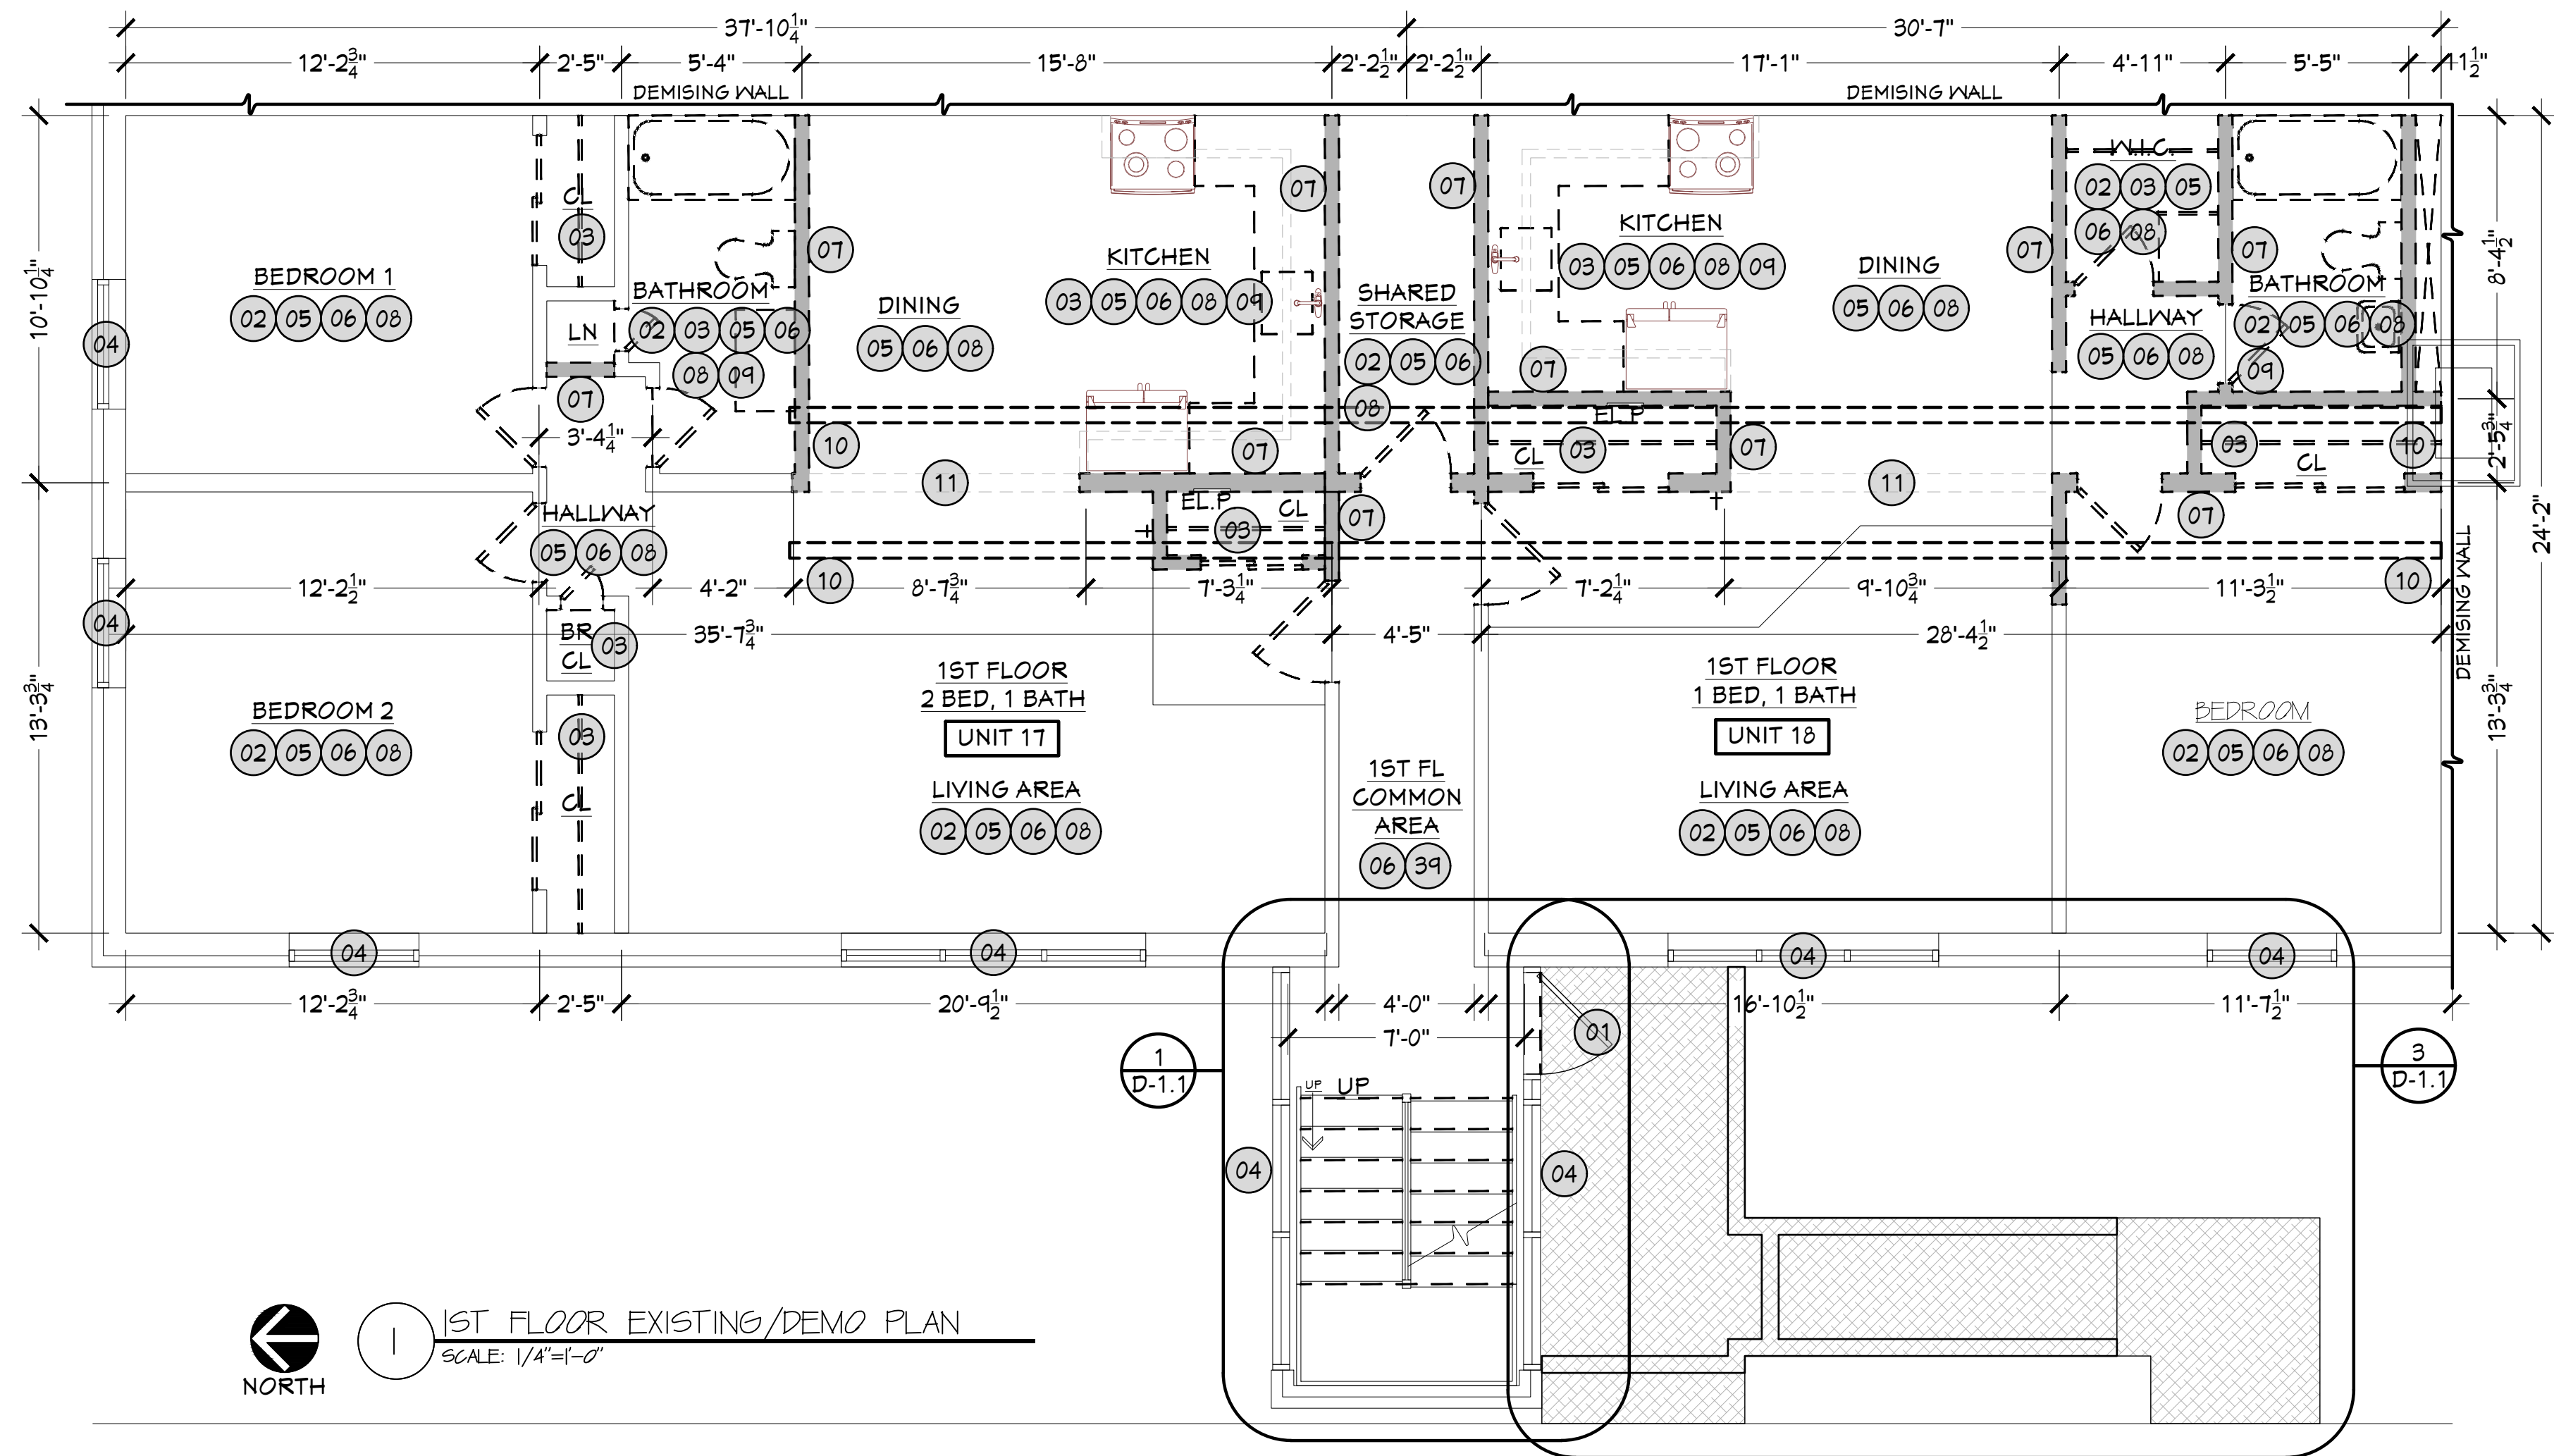 37'-10 1/4"
30'-7"
12'-2 3/4"
2'-5"
5'-4"
15'-8"
2'-2 1/2"
2'-2 1/2"
17'-1"
4'-11"
5'-5"
11 1/2"
DEMISING WALL
DEMISING WALL
10'-10 1/4"
13'-3 3/4"
BEDROOM 1
02 05 06 08
04
04
CL
03
LN
07
3'-4 1/4"
BATHROOM
02 03 05 06
08 09
07
DINING
05 06 08
KITCHEN
03 05 06 08 09
07
07
SHARED
STORAGE
02 05 06
08
KITCHEN
03 05 06 08 09
07
DINING
05 06 08
07
W.I.C.
02 03 05
06 08
HALLWAY
05 06 08
07
BATHROOM
02 05 06 08
09
8'-4 1/2"
2'-5 3/4"
24'-2"
13'-3 3/4"
10
11
07
EL.P
CL
03
07
EL.P
CL
03
07
11
03
CL
10
07
HALLWAY
05 06 08
12'-2 1/2"
4'-2"
10
8'-7 3/4"
7'-3 1/4"
7'-2 1/4"
9'-10 3/4"
11'-3 1/2"
10
DEMISING WALL
35'-7 3/4"
4'-5"
28'-4 1/2"
BR
CL
03
BEDROOM 2
02 05 06 08
03
CL
1ST FLOOR
2 BED, 1 BATH
UNIT 17
LIVING AREA
02 05 06 08
1ST FL
COMMON
AREA
06 39
1ST FLOOR
1 BED, 1 BATH
UNIT 18
LIVING AREA
02 05 06 08
BEDROOM
02 05 06 08
04
04
04
04
12'-2 3/4"
2'-5"
20'-9 1/2"
4'-0"
16'-10 1/2"
11'-7 1/2"
7'-0"
01
1
D-1.1
3
D-1.1
UP
UP
04
04
NORTH
1
1ST FLOOR EXISTING/DEMO PLAN
SCALE: 1/4"=1'-0"